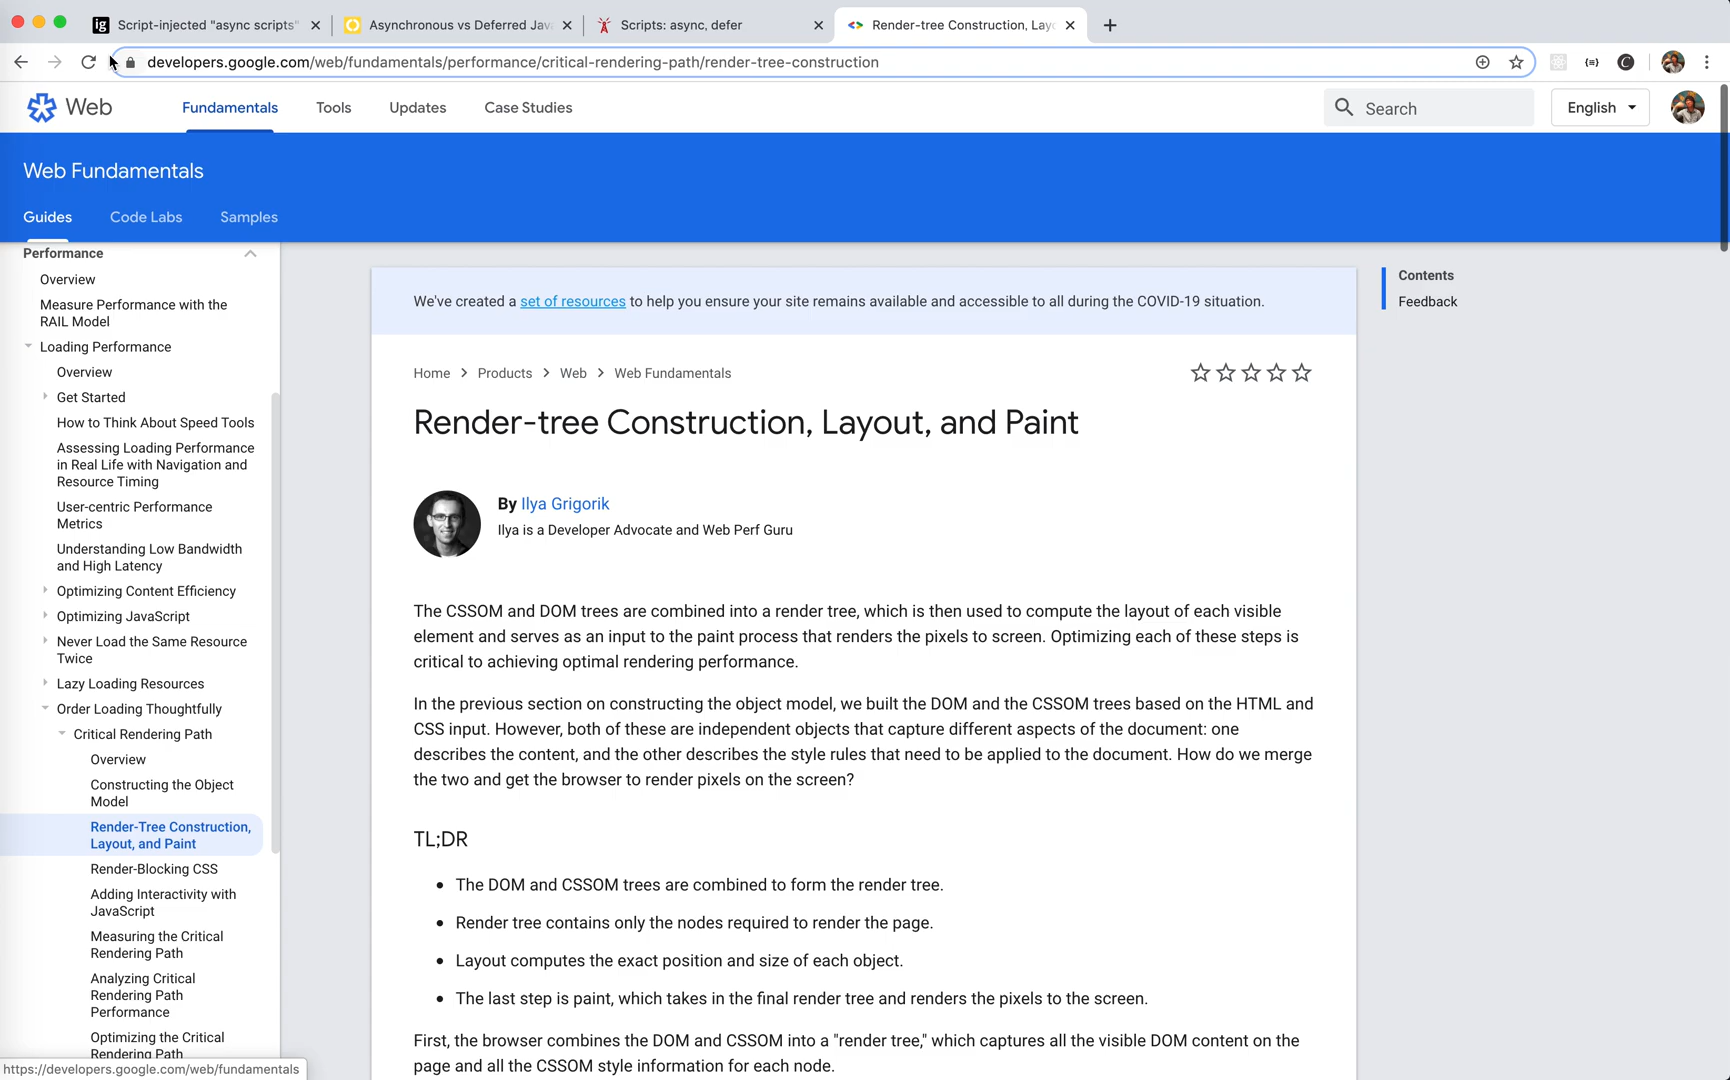 Script-injected "async scripts"
Asynchronous vs Deferred Java
Scripts: async, defer
Render-tree Construction, Layo
developers.google.com/web/fundamentals/performance/critical-rendering-path/render-tree-construction
Web
Fundamentals
Tools
Updates
Case Studies
Search
English
Web Fundamentals
Guides
Code Labs
Samples
Performance
Overview
Measure Performance with the
RAIL Model
Loading Performance
Overview
Get Started
How to Think About Speed Tools
Assessing Loading Performance
in Real Life with Navigation and
Resource Timing
User-centric Performance
Metrics
Understanding Low Bandwidth
and High Latency
Optimizing Content Efficiency
Optimizing JavaScript
Never Load the Same Resource
Twice
Lazy Loading Resources
Order Loading Thoughtfully
Critical Rendering Path
Overview
Constructing the Object
Model
Render-Tree Construction,
Layout, and Paint
Render-Blocking CSS
Adding Interactivity with
JavaScript
Measuring the Critical
Rendering Path
Analyzing Critical
Rendering Path
Performance
Optimizing the Critical
Rendering Path
https://developers.google.com/web/fundamentals
We've created a set of resources to help you ensure your site remains available and accessible to all during the COVID-19 situation.
Home > Products > Web > Web Fundamentals
Render-tree Construction, Layout, and Paint
By Ilya Grigorik
Ilya is a Developer Advocate and Web Perf Guru
The CSSOM and DOM trees are combined into a render tree, which is then used to compute the layout of each visible
element and serves as an input to the paint process that renders the pixels to screen. Optimizing each of these steps is
critical to achieving optimal rendering performance.
In the previous section on constructing the object model, we built the DOM and the CSSOM trees based on the HTML and
CSS input. However, both of these are independent objects that capture different aspects of the document: one
describes the content, and the other describes the style rules that need to be applied to the document. How do we merge
the two and get the browser to render pixels on the screen?
TL;DR
• The DOM and CSSOM trees are combined to form the render tree.
• Render tree contains only the nodes required to render the page.
• Layout computes the exact position and size of each object.
• The last step is paint, which takes in the final render tree and renders the pixels to the screen.
First, the browser combines the DOM and CSSOM into a "render tree," which captures all the visible DOM content on the
page and all the CSSOM style information for each node.
Contents
Feedback